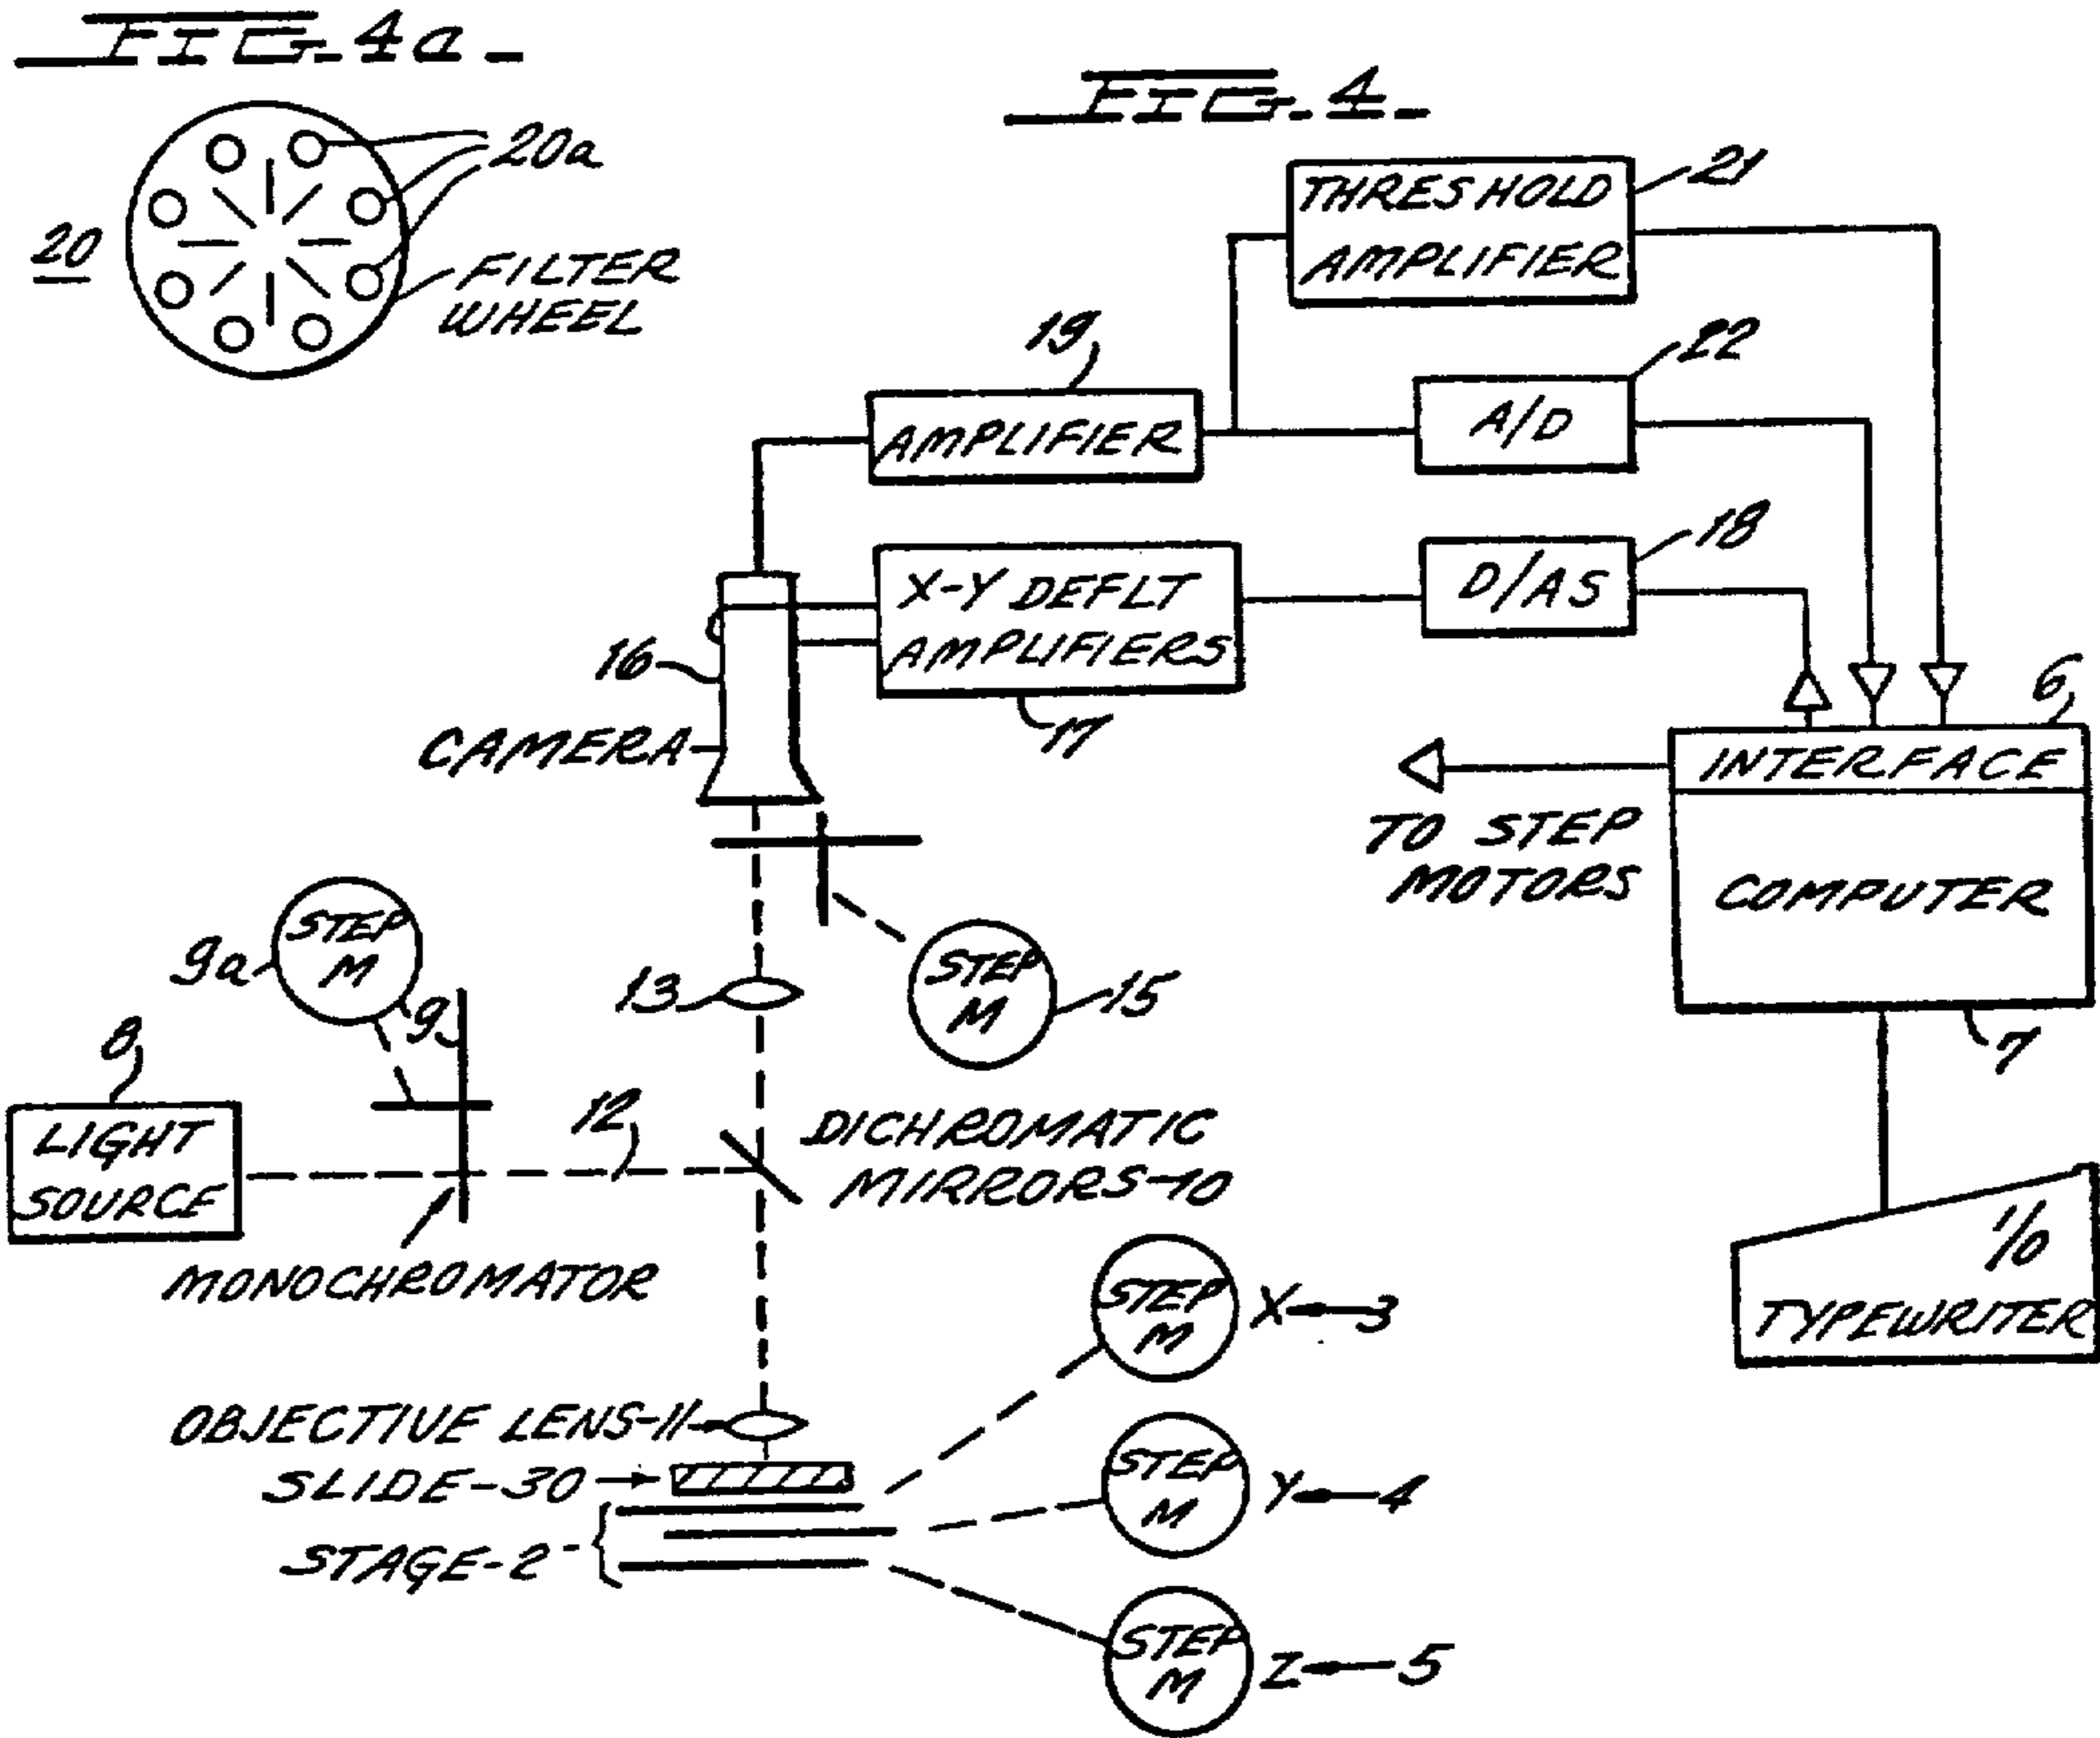 FIG. 4a.
20a
20
FILTER
WHEEL
FIG. 4.
THRESHOLD
AMPLIFIER
21
19
AMPLIFIER
A/D
22
X-Y DEFLT
AMPLIFIERS
17
D/AS
18
16
CAMERA
6
INTERFACE
COMPUTER
7
TO STEP
MOTORS
STEP
M
9a
9
13
STEP
M
15
8
LIGHT
SOURCE
12
DICHROMATIC
MIRRORS-10
MONOCHROMATOR
I/O
TYPEWRITER
STEP
M
X
3
OBJECTIVE LENS-11
SLIDE-30
STAGE-2
STEP
M
Y
4
STEP
M
Z
5